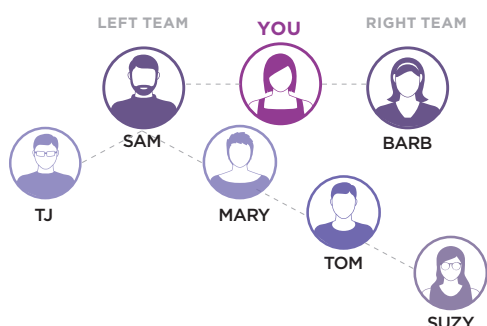 LEFT TEAM
YOU
RIGHT TEAM
SAM
BARB
TJ
MARY
TOM
SUZY